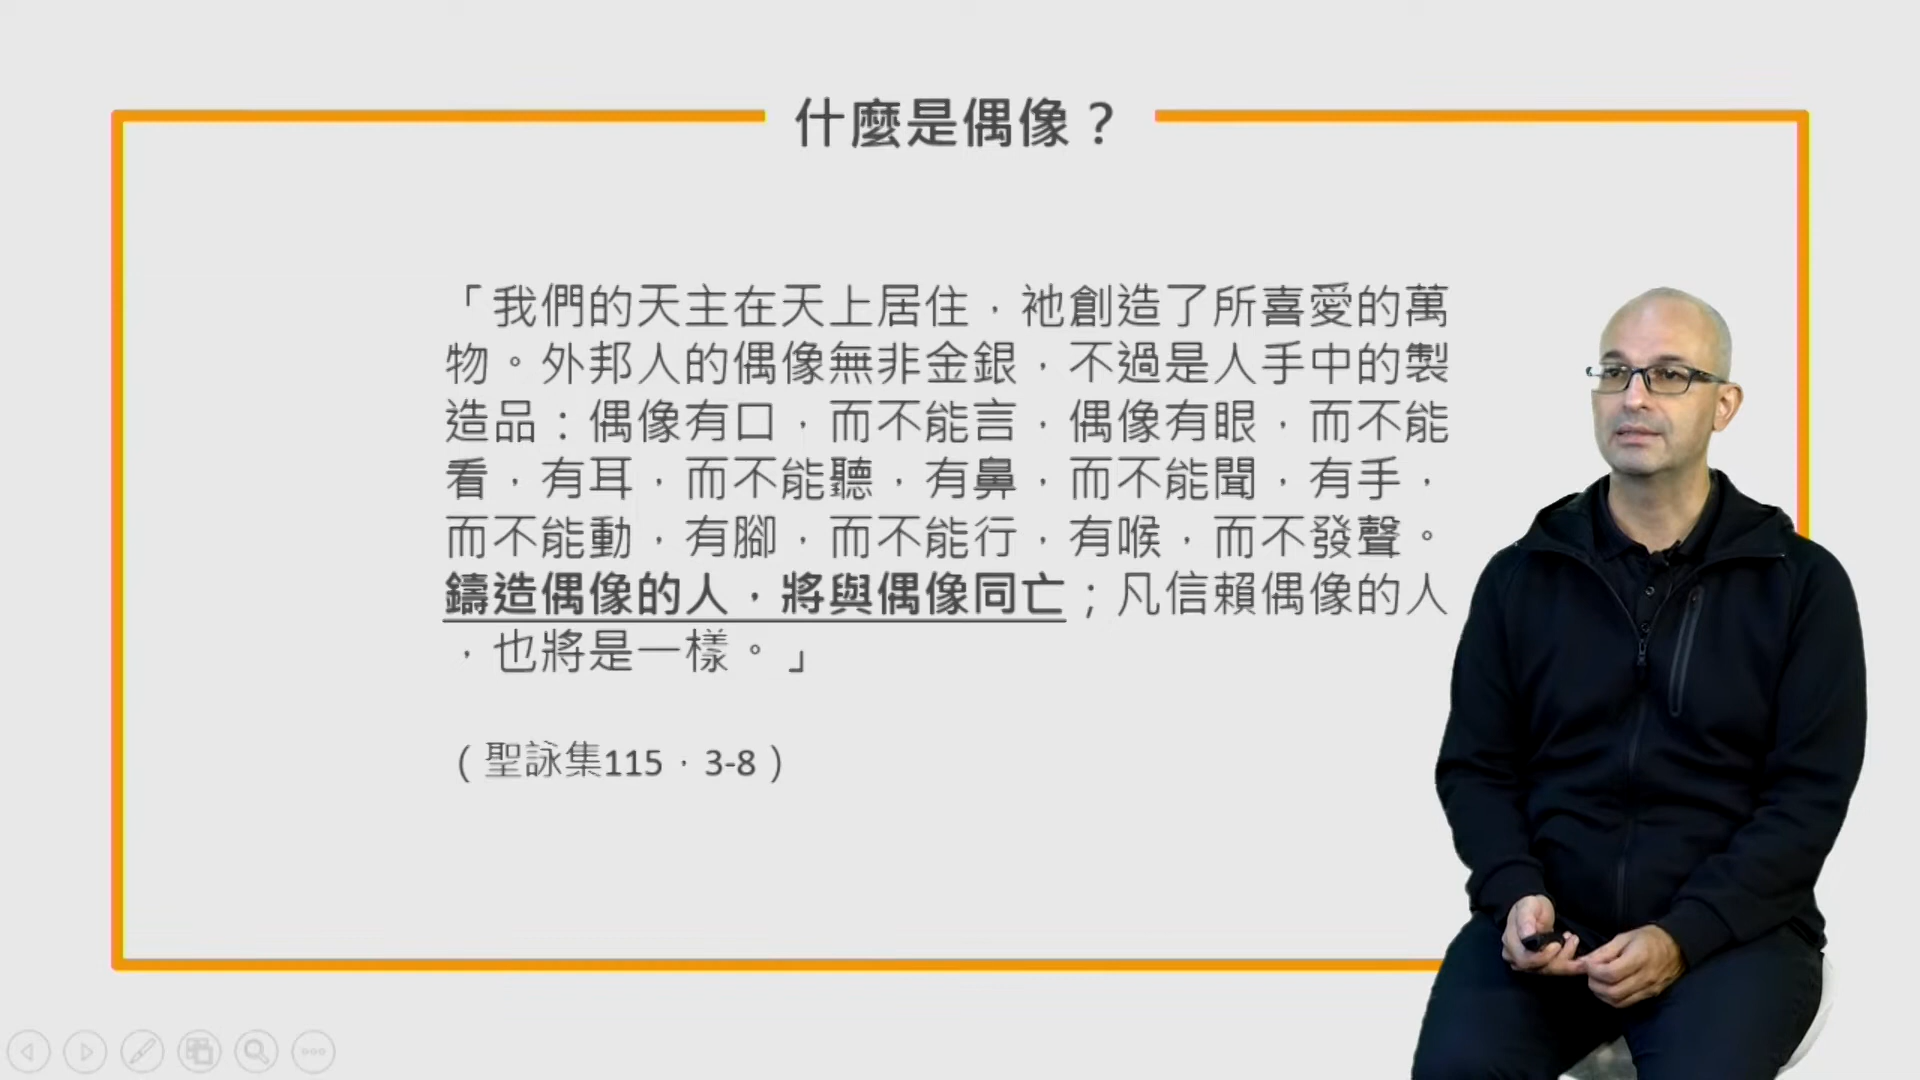 什麼是偶像？
「我們的天主在天上居住，祂創造了所喜愛的萬
物。外邦人的偶像無非金銀，不過是人手中的製
造品：偶像有口，而不能言，偶像有眼，而不能
看，有耳，而不能聽，有鼻，而不能聞，有手，
而不能動，有腳，而不能行，有喉，而不發聲。
鑄造偶像的人，將與偶像同亡；凡信賴偶像的人
，也將是一樣。」
（聖詠集115，3-8）